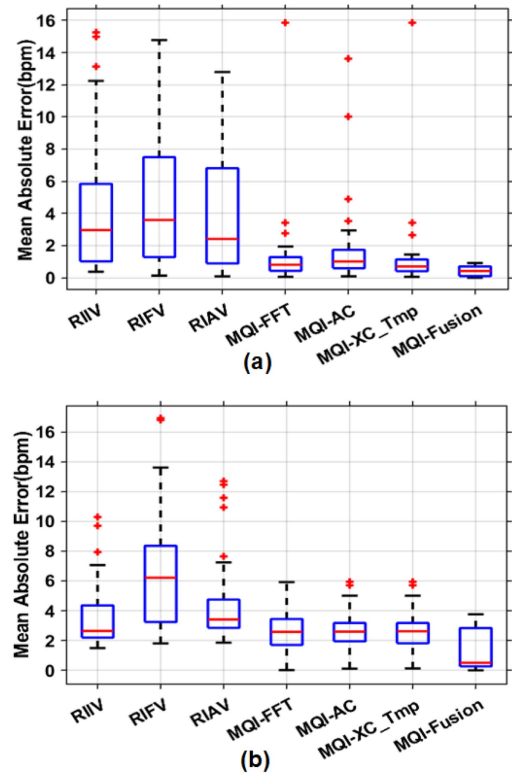 16
14
12
10
8
6
4
2
0
Mean Absolute Error(bpm)
RIIV
RIFV
RIAV
MQI-FFT
MQI-AC
MQI-XC_Tmp
MQI-Fusion
(a)
16
14
12
10
8
6
4
2
0
Mean Absolute Error(bpm)
RIIV
RIFV
RIAV
MQI-FFT
MQI-AC
MQI-XC_Tmp
MQI-Fusion
(b)